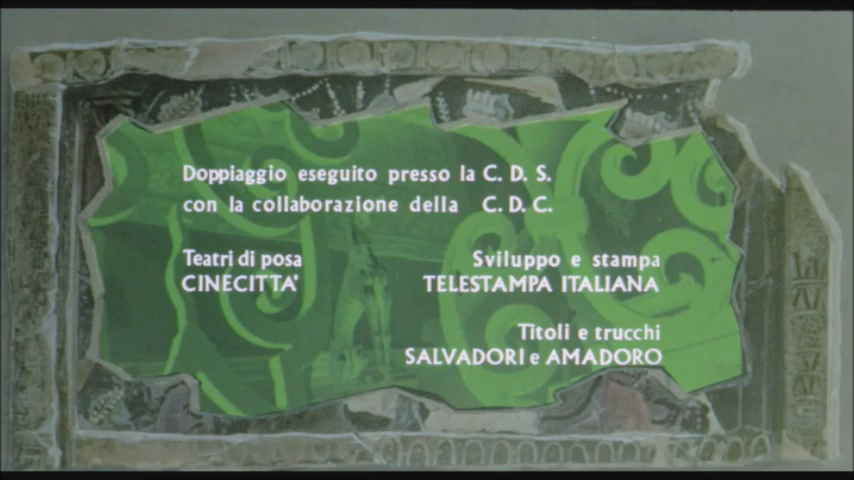 Doppiaggio eseguito presso la C. D. S.
con la collaborazione della C. D. C.
Teatri di posa
CINECITTA'
Sviluppo e stampa
TELESTAMPA ITALIANA
Titoli e trucchi
SALVADORI e AMADORO